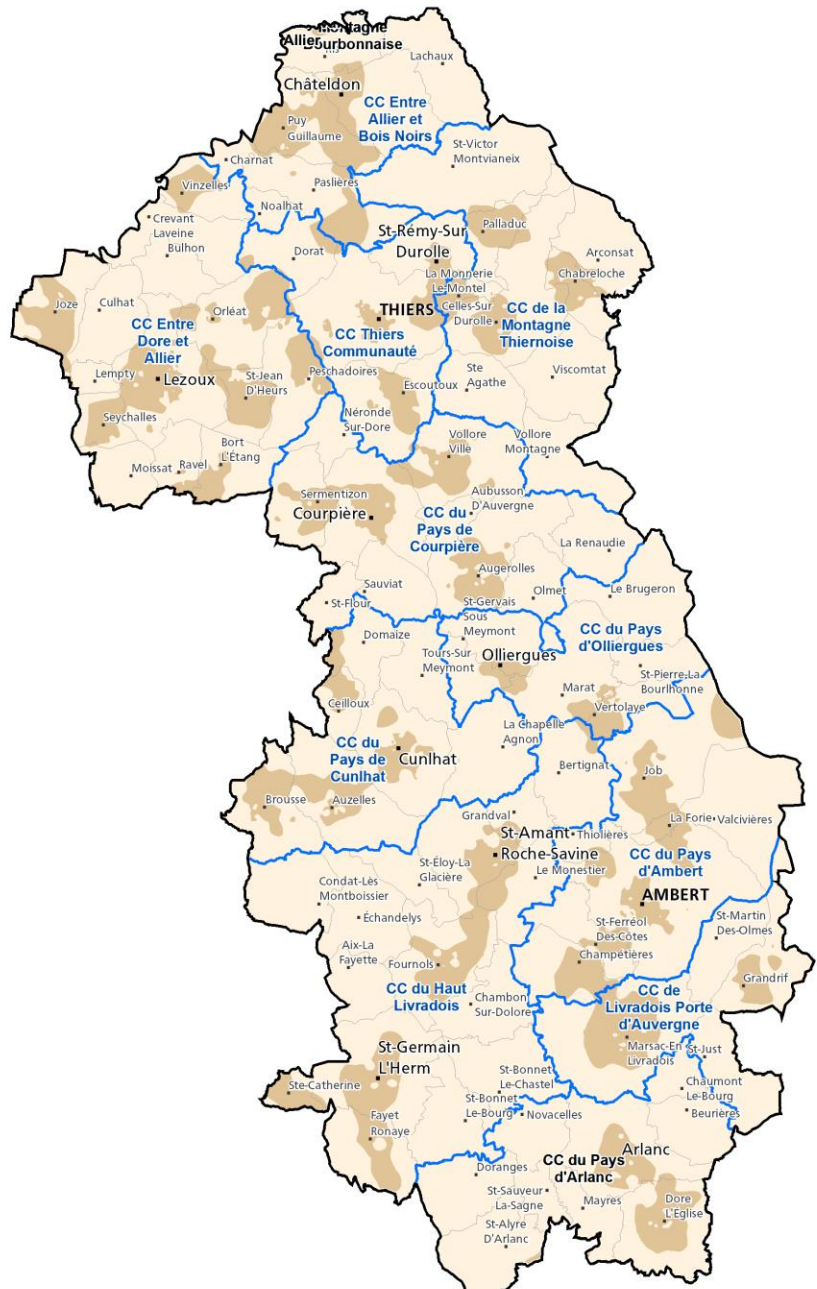 Montagne
Allier
Bourbonnaise
Ris
Lachaux
Châteldon
CC Entre
Allier et
Bois Noirs
Puy
Guillaume
St-Victor
Montvianeix
Charnat
Paslières
Vinzelles
Noalhat
Crevant
Laveine
Bulhon
St-Rémy-Sur
Durolle
Palladuc
Dorat
Arconsat
La Monnerie
Le-Montel
Chabreloche
Joze
Culhat
Orléat
THIERS
Celles-Sur
Durolle
CC de la
Montagne
Thiernoise
CC Entre
Dore et
Allier
CC Thiers
Communauté
Lempty
Lezoux
St-Jean
D'Heurs
Peschadoires
Escoutoux
Ste
Agathe
Viscomtat
Seychalles
Néronde
Sur-Dore
Vollore
Ville
Vollore
Montagne
Moissat
Ravel
Bort
L'Étang
Sermentizon
Courpière
Aubusson
D'Auvergne
CC du
Pays de
Courpière
La Renaudie
Augerolles
Sauviat
St-Flour
St-Gervais
Sous
Meymont
Olmet
Le Brugeron
Domaize
Tours-Sur
Meymont
Olliergues
CC du Pays
d'Olliergues
St-Pierre-La
Bourlhonne
Marat
Vertolaye
Ceilloux
La Chapelle
Agnon
CC du
Pays de
Cunlhat
Cunlhat
Bertignat
Job
Brousse
Auzelles
Grandval
La Forie
Valcivières
St-Amant
Roche-Savine
Thiolières
CC du Pays
d'Ambert
St-Éloy-La
Glacière
Le Monestier
Condat-Lès
Montboissier
AMBERT
Échandelys
St-Ferréol
Des-Côtes
St-Martin
Des-Olmes
Aix-La
Fayette
Fournols
Champétières
Grandrif
CC du Haut
Livradois
CC de
Livradois Porte
d'Auvergne
Chambon
Sur-Dolore
Marsac-En
Livradois
St-Just
St-Germain
L'Herm
St-Bonnet
Le-Chastel
Chaumont
Le-Bourg
Ste-Catherine
St-Bonnet
Le-Bourg
Novacelles
Beurières
Fayet
Ronaye
Arlanc
CC du Pays
d'Arlanc
Doranges
St-Sauveur
La-Sagne
Mayres
Dore
L'Eglise
St-Alyre
D'Arlanc